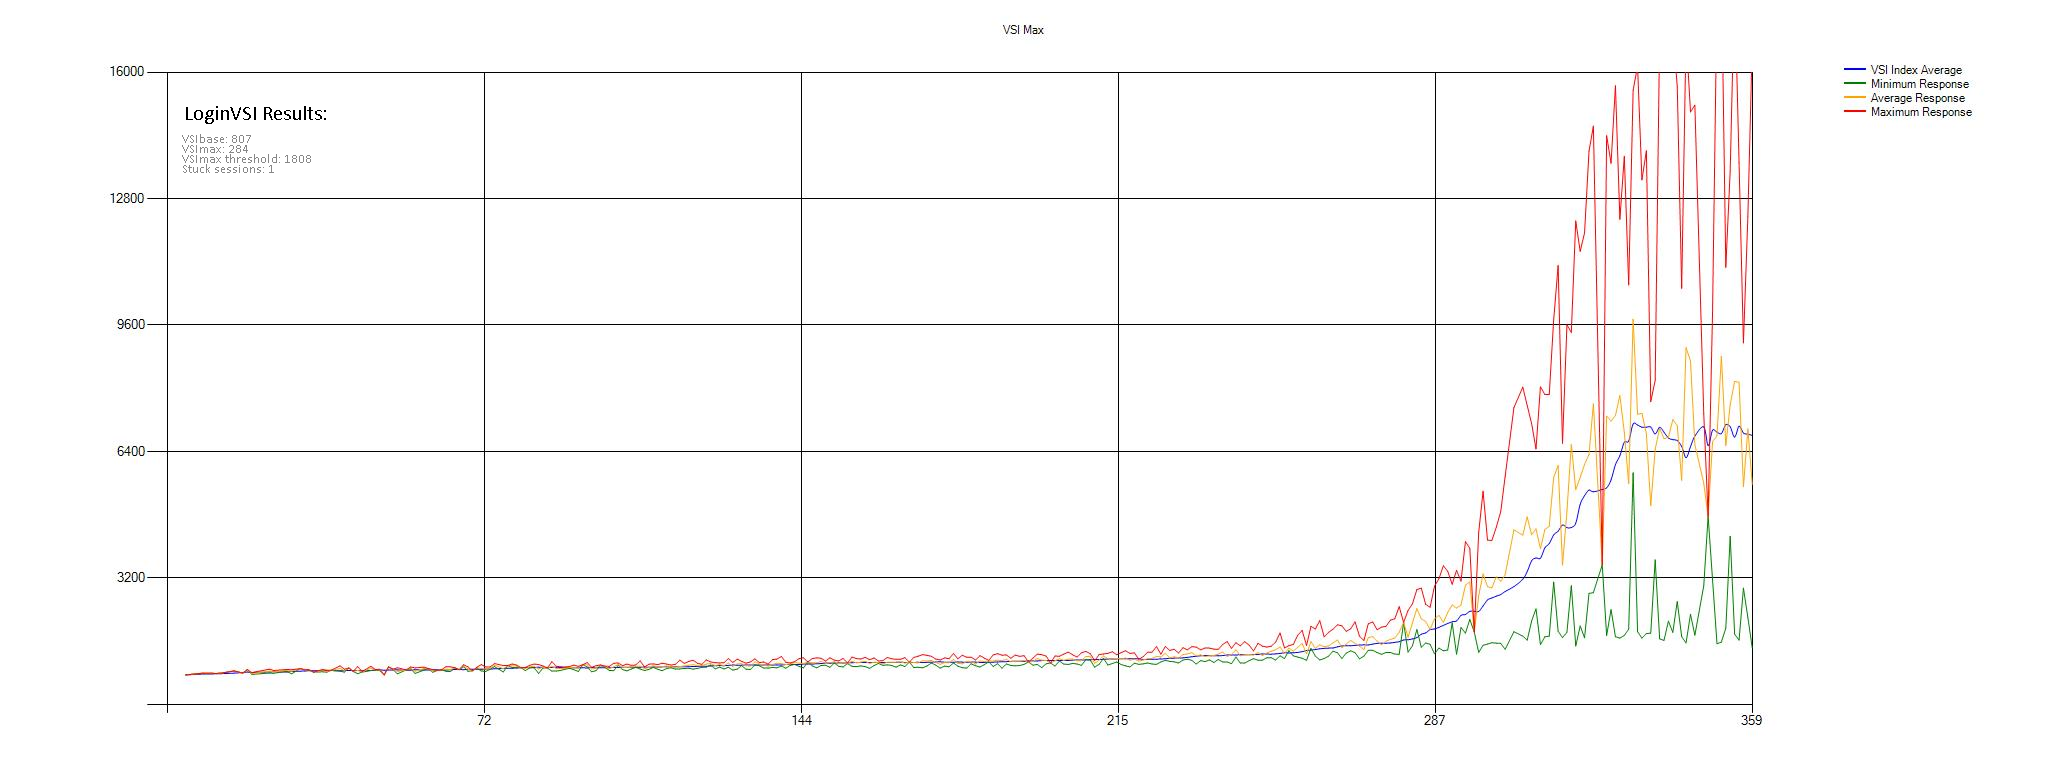 VSI Max
16000
12800
9600
6400
3200
LoginVSI Results:
VSIbase: 807
VSImax: 284
VSImax threshold: 1808
Stuck sessions: 1
VSI Index Average
Minimum Response
Average Response
Maximum Response
72
144
215
287
359